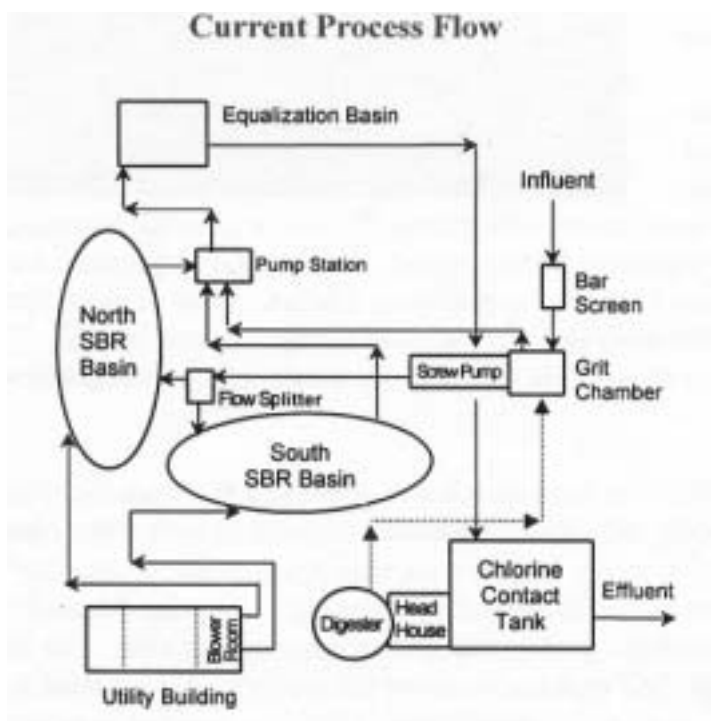 Current Process Flow
Equalization Basin
Influent
Pump Station
Bar
Screen
North
SBR
Basin
Screw Pump
Grit
Chamber
Flow Splitter
South
SBR Basin
Chlorine
Contact
Tank
Effluent
Digester
Head
House
Blower
Room
Utility Building